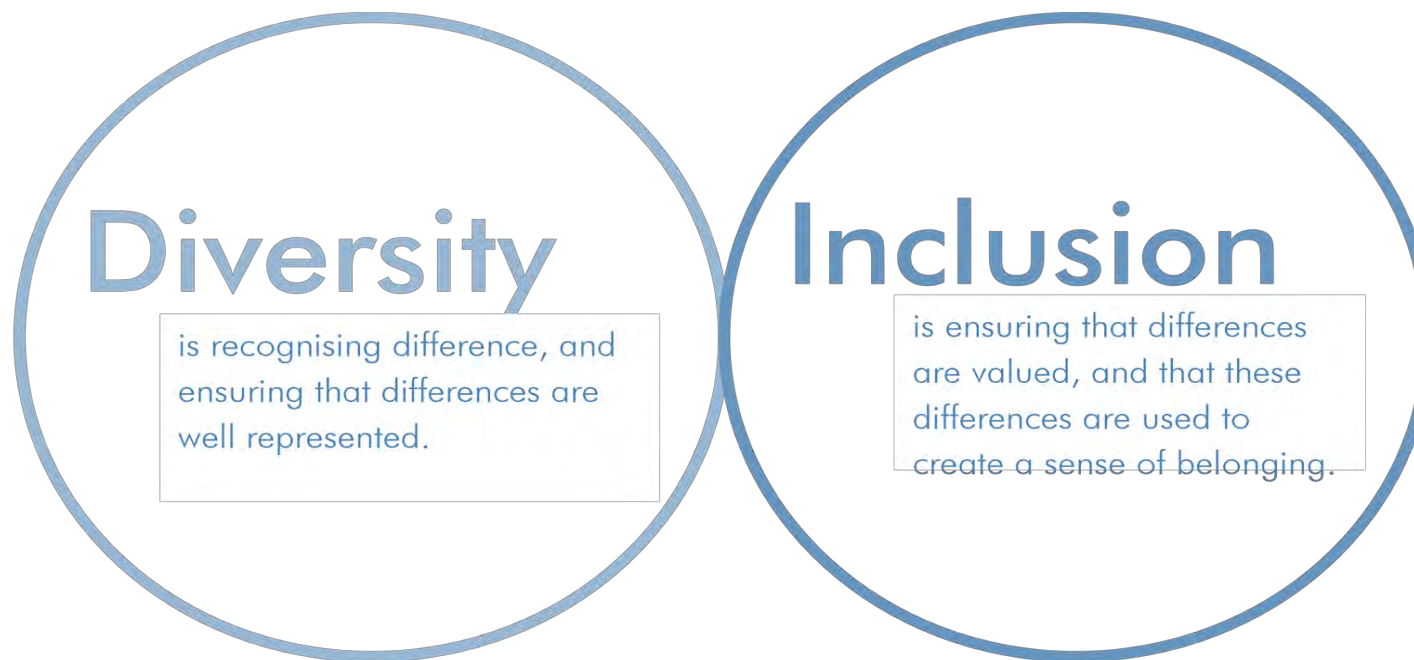 Diversity
is recognising difference, and
ensuring that differences are
well represented.
Inclusion
is ensuring that differences
are valued, and that these
differences are used to
create a sense of belonging.